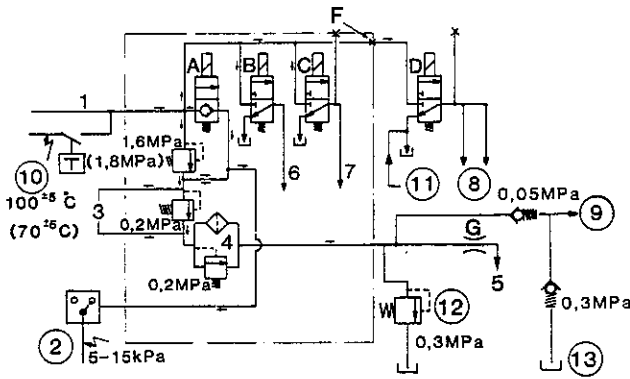 F
A
B
C
D
1
1,6MPa
(1,8MPa)
10
T
100 ±5 °C
(70 ±5 C)
3
0,2MPa
4
0,2MPa
6
7
11
8
0,05MPa
9
G
5
12
0,3MPa
0,3MPa
13
2
5-15kPa